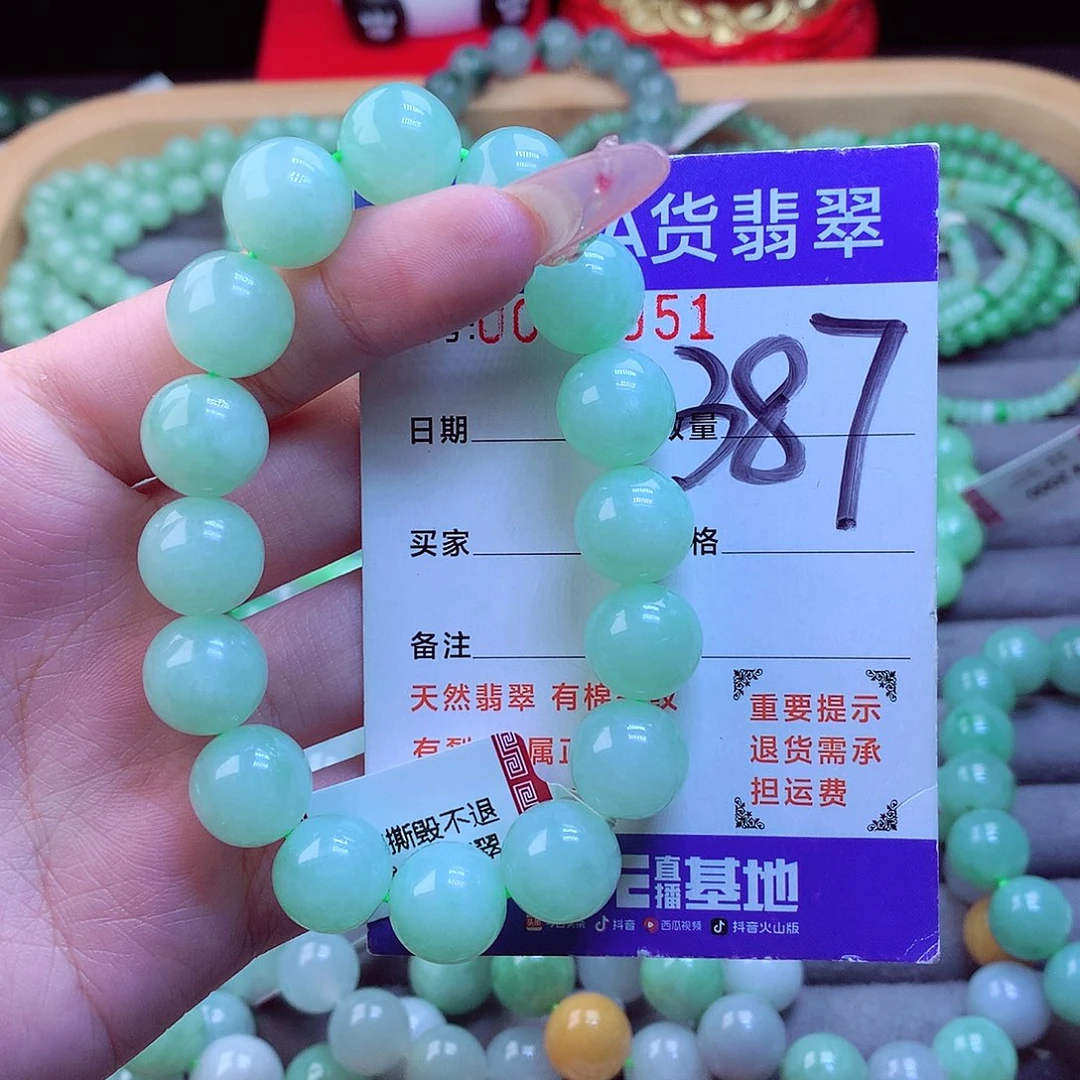 A货翡翠
51
387
日期
量
买家
格
备注
天然翡翠 有棉
重要提示
退货需承
担运费
撕毁不退
翠
直播基地
抖音 西瓜视频 抖音火山版